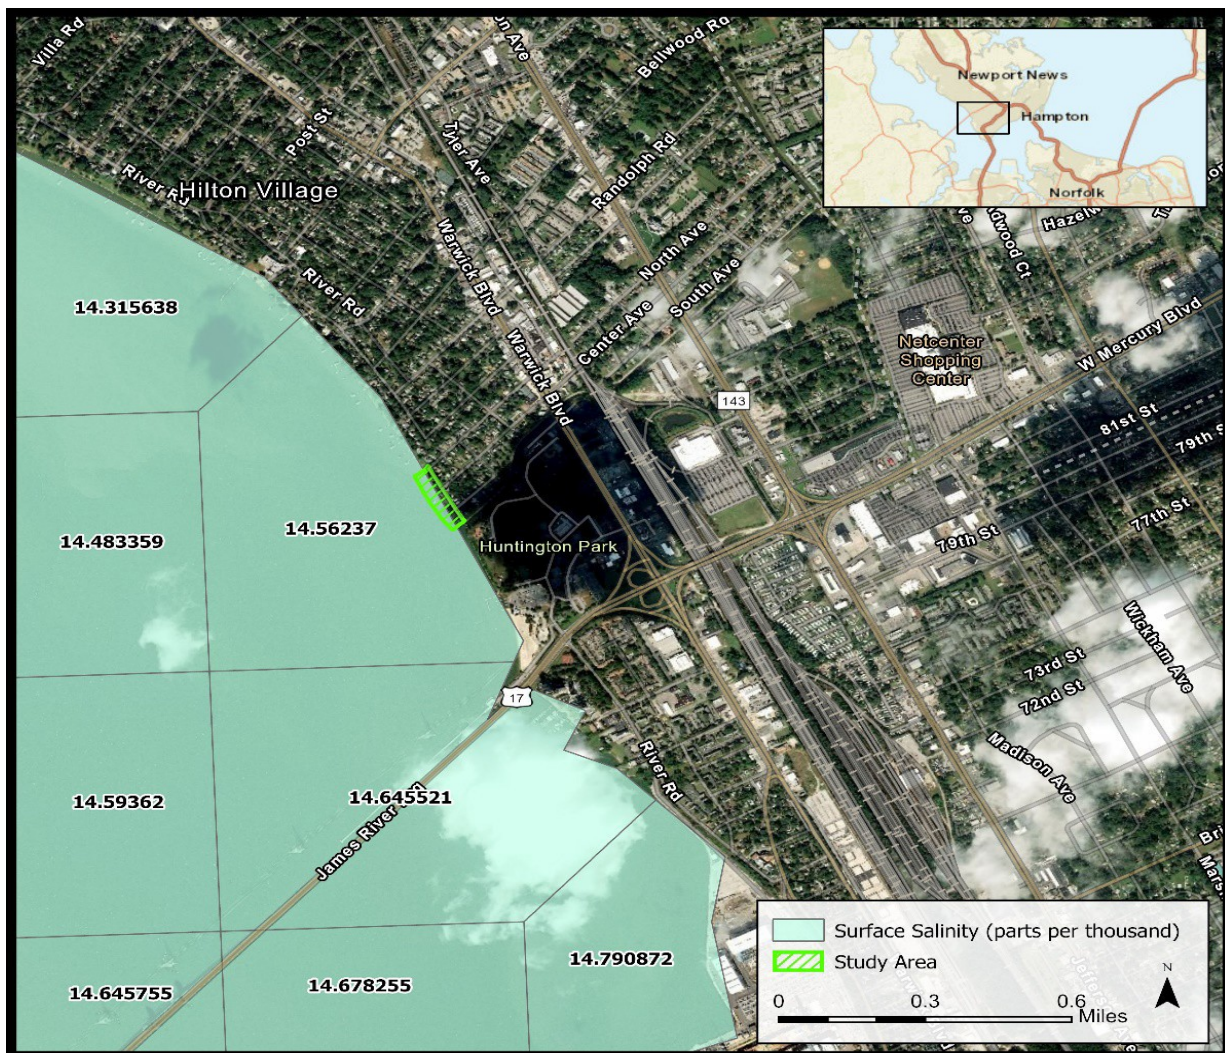 Villa Rd
Post St
River Rd
Hilton Village
River Rd
Tyler Ave
Warwick Blvd
Warwick Blvd
Bellwood Rd
Randolph Rd
North Ave
South Ave
Center Ave
143
Newport News
Hampton
Norfolk
Netcenter
Shopping
Center
W Mercury Blvd
81st St
79th St
77th St
73rd St
72nd St
Wickham Ave
Madison Ave
Huntington Park
17
River Rd
James River
14.315638
14.483359
14.56237
14.59362
14.645521
14.645755
14.678255
14.790872
Surface Salinity (parts per thousand)
Study Area
N
0 0.3 0.6
Miles